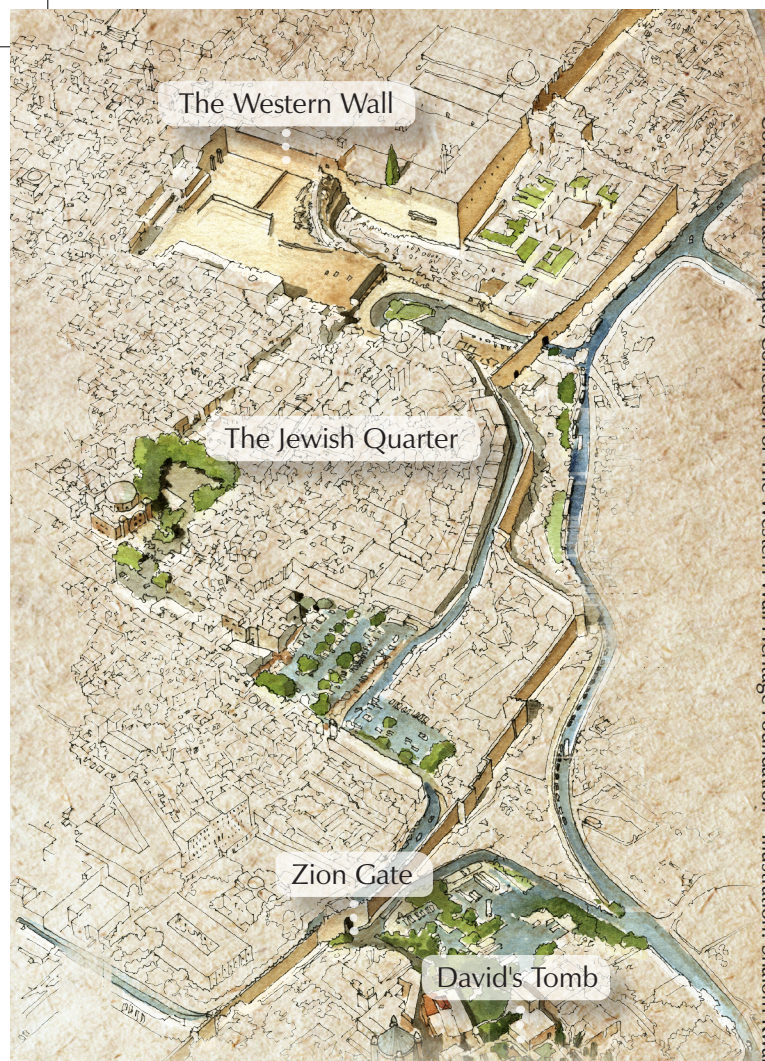 The Western Wall
The Jewish Quarter
Zion Gate
David's Tomb